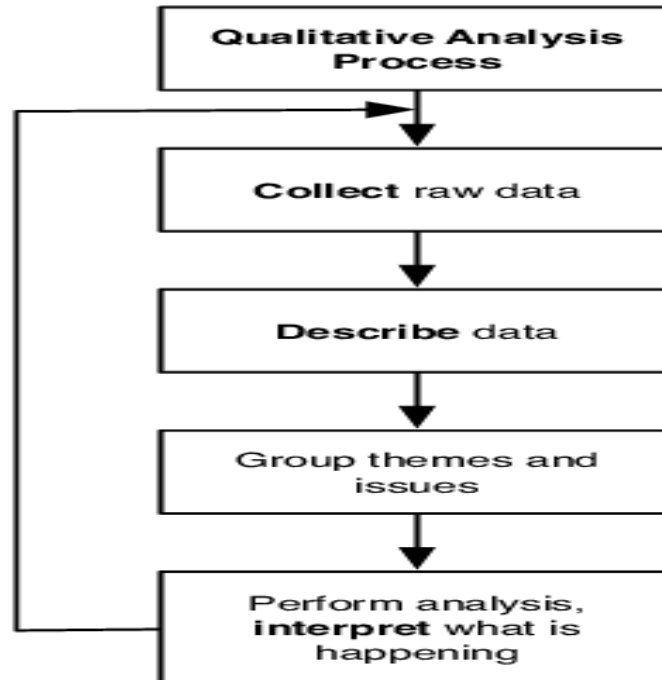 Qualitative Analysis
Process
Collect raw data
Describe data
Group themes and
issues
Perform analysis,
interpret what is
happening